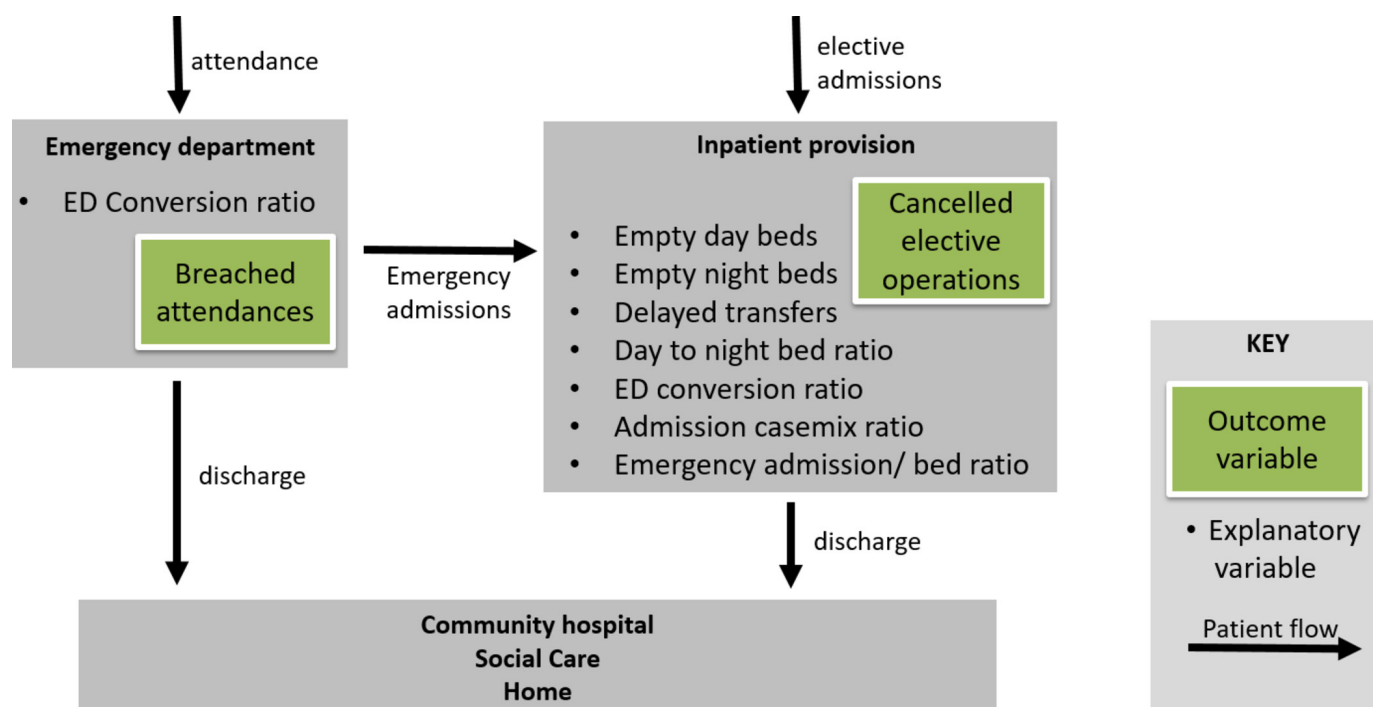 attendance
elective
admissions
Emergency department
• ED Conversion ratio
Breached
attendances
Emergency
admissions
Inpatient provision
Cancelled
elective
operations
• Empty day beds
• Empty night beds
• Delayed transfers
• Day to night bed ratio
• ED conversion ratio
• Admission casemix ratio
• Emergency admission/ bed ratio
discharge
discharge
Community hospital
Social Care
Home
KEY
Outcome
variable
• Explanatory
variable
Patient flow